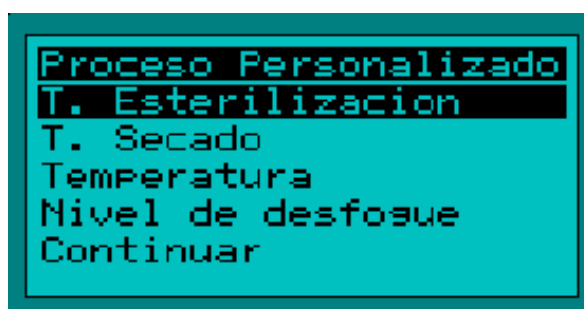 Proceso Personalizado
T. Esterilizacion
T. Secado
Temperatura
Nivel de desfogue
Continuar